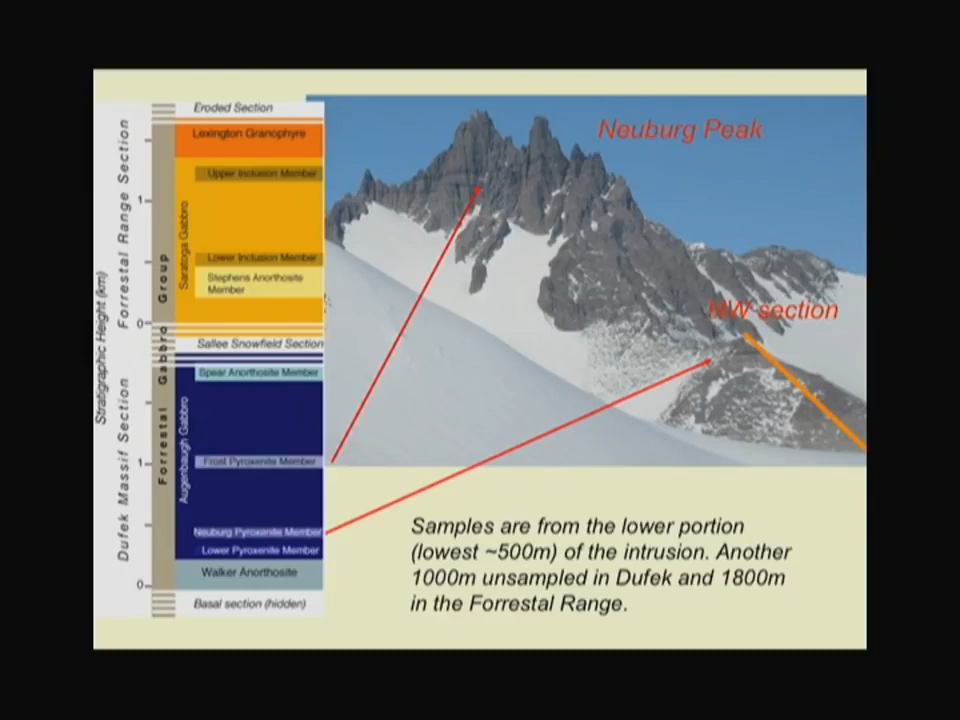 Eroded Section
Lexington Granophyre
Upper Inclusion Member
Lower Inclusion Member
Stephens Anorthosite
Member
Saratoga Gabbro
Sallee Snowfield Section
Spear Anorthosite Member
Frost Pyroxenite Member
Neuburg Pyroxenite Member
Lower Pyroxenite Member
Augenbaugh Gabbro
Walker Anorthosite
Basal section (hidden)
Stratigraphic Height (km)
Forrestal Range Section
Dufek Massif Section
Forrestal Gabbro Group
1
0
1
0
Neuburg Peak
NW section
Samples are from the lower portion
(lowest ~500m) of the intrusion. Another
1000m unsampled in Dufek and 1800m
in the Forrestal Range.